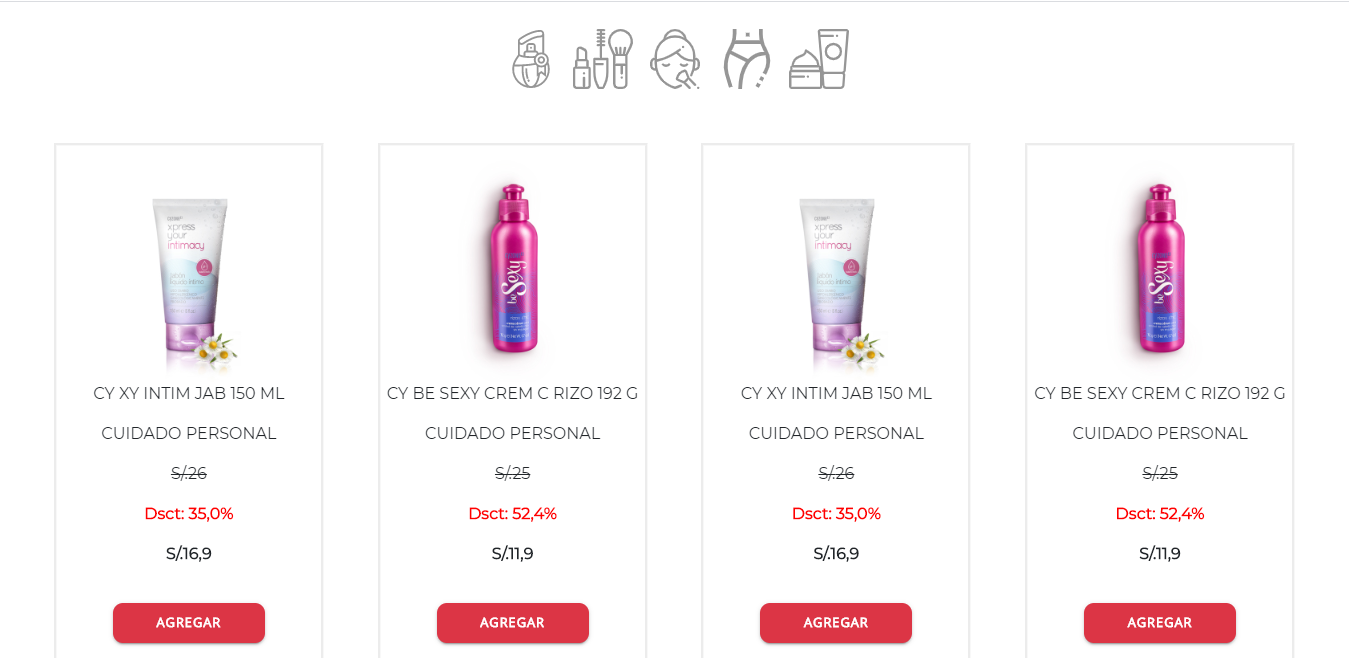 xpress
your
intimacy
jabón
líquido íntimo
CY XY INTIM JAB 150 ML
CUIDADO PERSONAL
S/.26
Dsct: 35,0%
S/.16,9
AGREGAR
be Sexy
CY BE SEXY CREM C RIZO 192 G
CUIDADO PERSONAL
S/.25
Dsct: 52,4%
S/.11,9
AGREGAR
xpress
your
intimacy
jabón
líquido íntimo
CY XY INTIM JAB 150 ML
CUIDADO PERSONAL
S/.26
Dsct: 35,0%
S/.16,9
AGREGAR
be Sexy
CY BE SEXY CREM C RIZO 192 G
CUIDADO PERSONAL
S/.25
Dsct: 52,4%
S/.11,9
AGREGAR